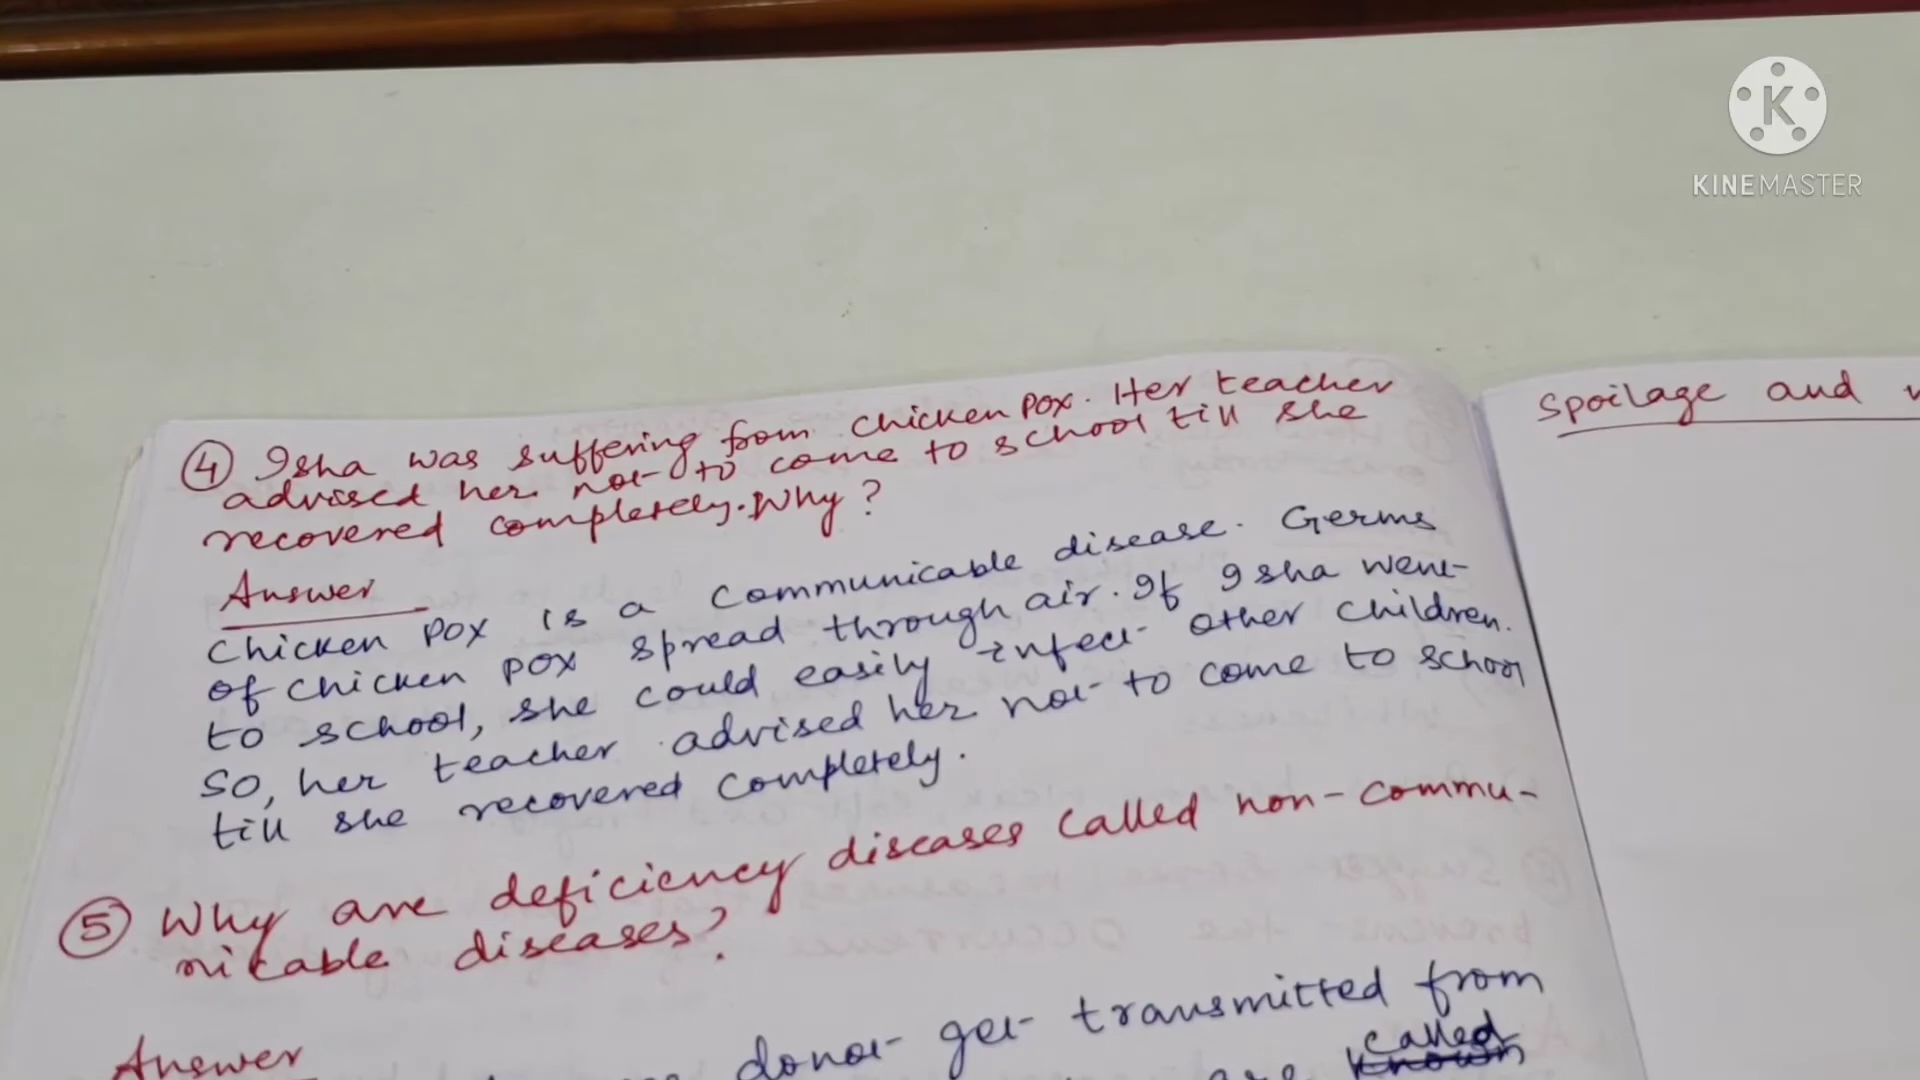 K
KINEMASTER
④ Isha was suffering from chicken pox. Her teacher
advised her not to come to school till she
recovered completely. Why?
Answer
Chicken pox is a communicable disease. Germs
of chicken pox spread through air. If Isha went
to school, she could easily infect other children.
So, her teacher advised her not to come to school
till she recovered completely.
⑤ Why are deficiency diseases called non-commu-
nicable diseases?
Answer
donot get transmitted from
are called
Spoilage and